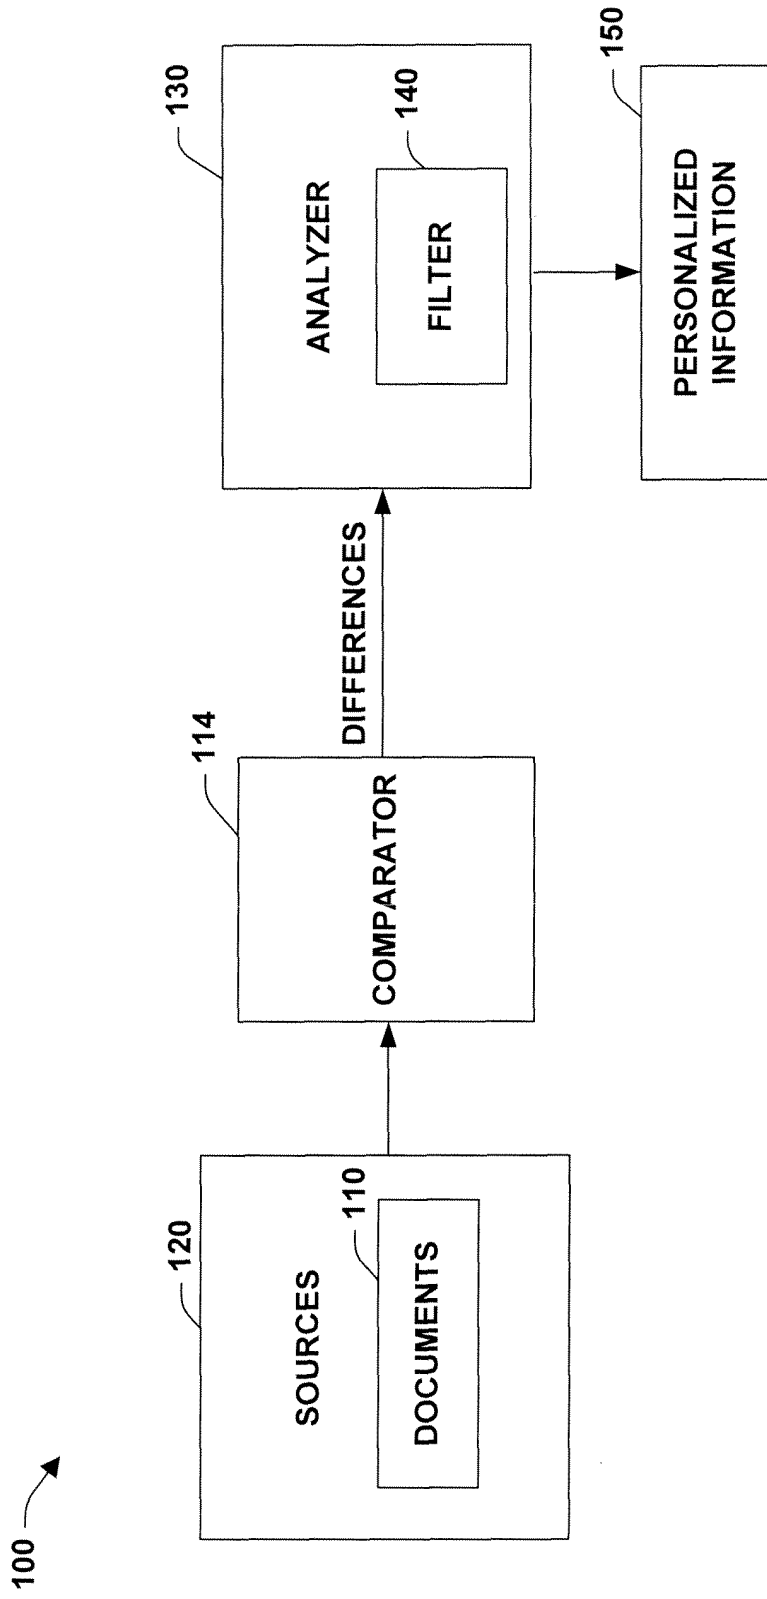 100
120
SOURCES
110
DOCUMENTS
114
COMPARATOR
DIFFERENCES
130
ANALYZER
140
FILTER
150
PERSONALIZED
INFORMATION